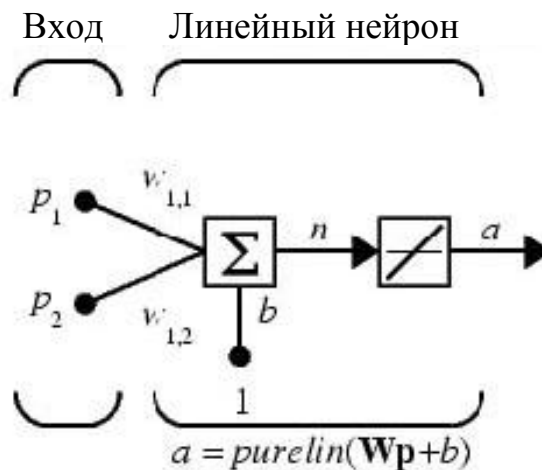 Вход Линейный нейрон
p₁ w₁,₁
Σ n a
p₂ w₁,₂ b
1
a = purelin(Wp+b)